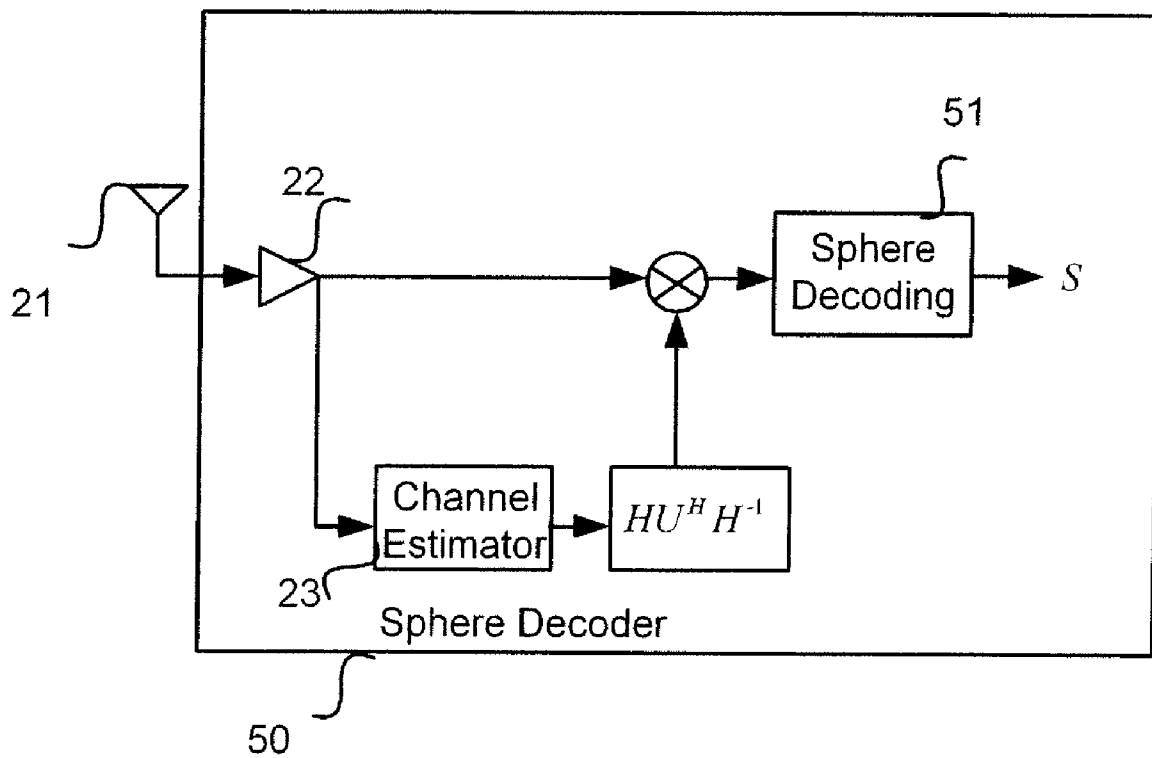 51
22
Sphere
Decoding
S
21
Channel
Estimator
HU^H H^-1
23
Sphere Decoder
50